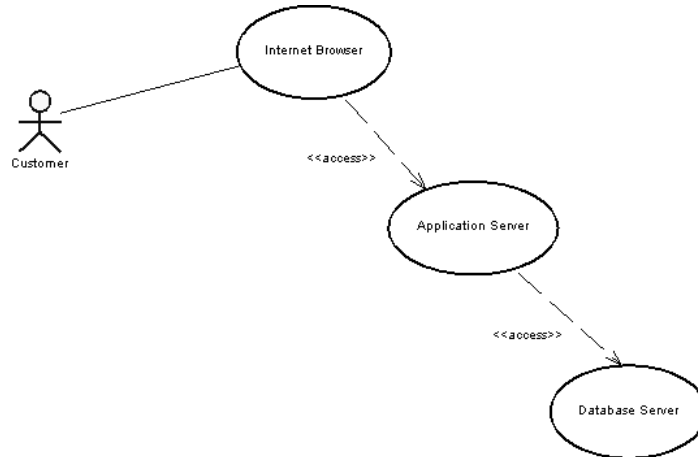 Internet Browser
Customer
<<access>>
Application Server
<<access>>
Database Server